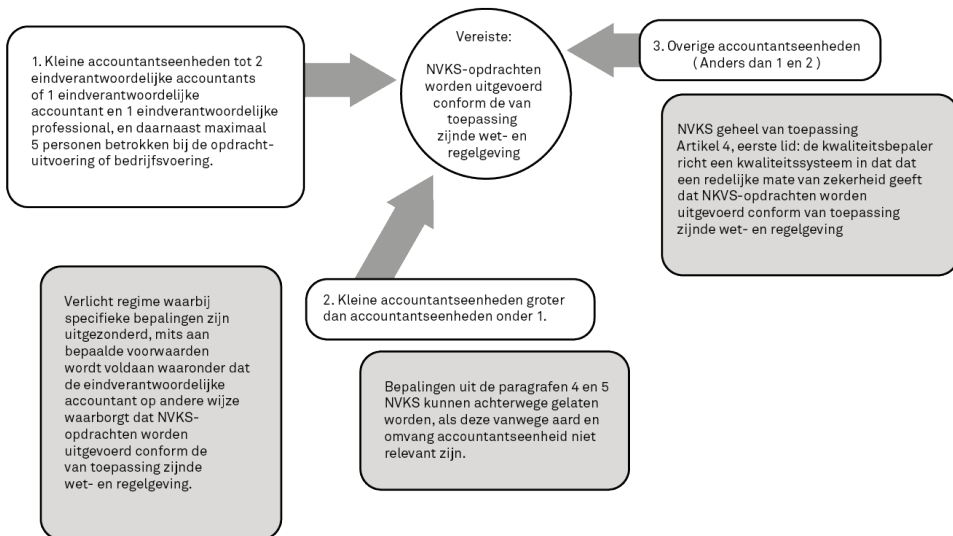 1. Kleine accountantseenheden tot 2
eindverantwoordelijke accountants
of 1 eindverantwoordelijke
accountant en 1 eindverantwoordelijke
professional, en daarnaast maximaal
5 personen betrokken bij de opdracht-
uitvoering of bedrijfsvoering.
Vereiste:
NVKS-opdrachten
worden uitgevoerd
conform de van
toepassing
zijnde wet- en
regelgeving
3. Overige accountantseenheden
( Anders dan 1 en 2 )
NVKS geheel van toepassing
Artikel 4, eerste lid: de kwaliteitsbepaler
richt een kwaliteitssysteem in dat dat
een redelijke mate van zekerheid geeft
dat NKVS-opdrachten worden
uitgevoerd conform van toepassing
zijnde wet- en regelgeving
Verlicht regime waarbij
specifieke bepalingen zijn
uitgezonderd, mits aan
bepaalde voorwaarden
wordt voldaan waaronder dat
de eindverantwoordelijke
accountant op andere wijze
waarborgt dat NVKS-
opdrachten worden
uitgevoerd conform de
van toepassing zijnde
wet- en regelgeving.
2. Kleine accountantseenheden groter
dan accountantseenheden onder 1.
Bepalingen uit de paragrafen 4 en 5
NVKS kunnen achterwege gelaten
worden, als deze vanwege aard en
omvang accountantseenheid niet
relevant zijn.